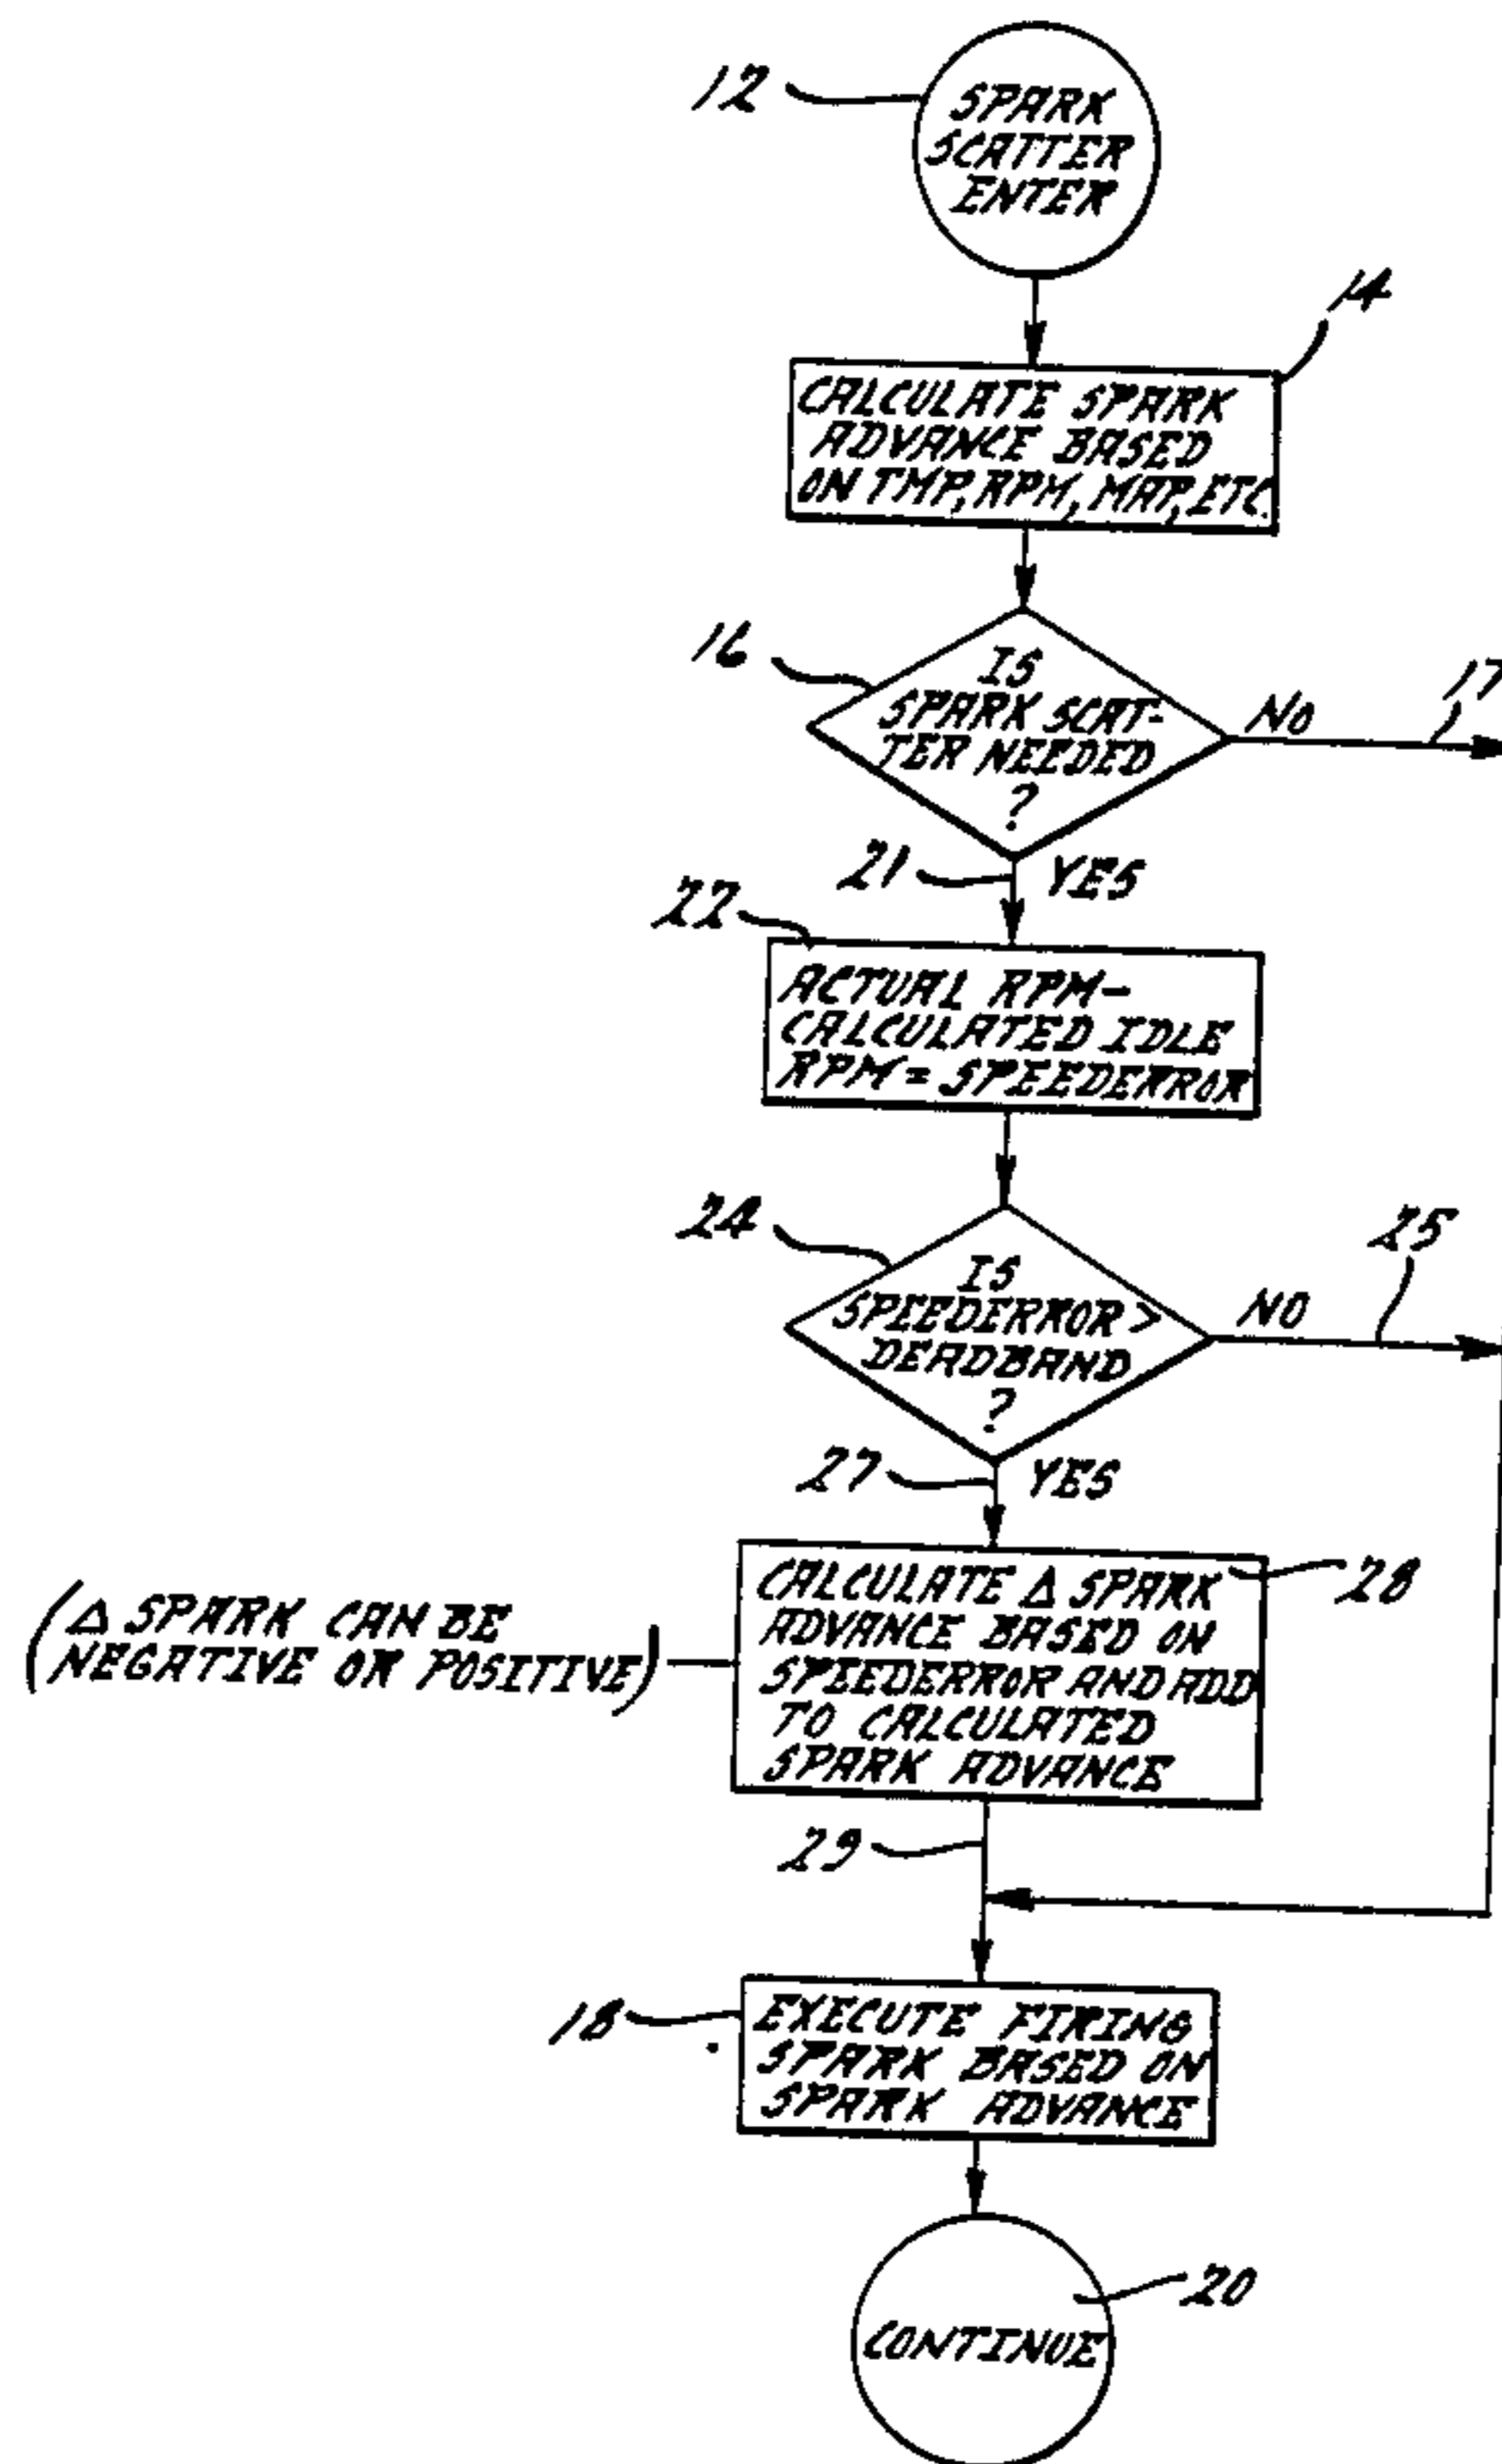 12
SPARK
SCATTER
ENTER
14
CALCULATE SPARK
ADVANCE BASED
ON TMP, RPM, MAP, ETC.
16
IS
SPARK SCAT-
TER NEEDED
?
NO
17
21
YES
22
ACTUAL RPM-
CALCULATED IDLE
RPM = SPEEDERROR
24
IS
SPEEDERROR >
DEADBAND
?
NO
25
27
YES
CALCULATE Δ SPARK
ADVANCE BASED ON
SPEEDERROR AND ADD
TO CALCULATED
SPARK ADVANCE
28
(Δ SPARK CAN BE
NEGATIVE OR POSITIVE)
29
18
EXECUTE FIRING
SPARK BASED ON
SPARK ADVANCE
20
CONTINUE